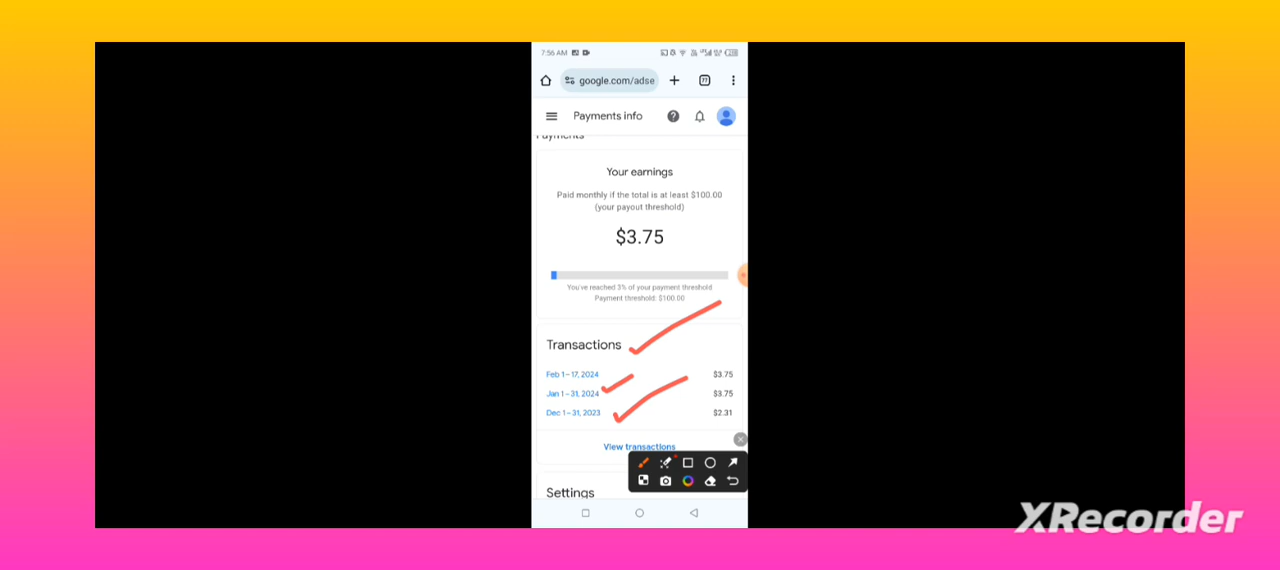 7:56 AM
google.com/adse
77
Payments info
Payments
Your earnings
Paid monthly if the total is at least $100.00
(your payout threshold)
$3.75
You've reached 3% of your payment threshold
Payment threshold: $100.00
Transactions
Feb 1–17, 2024 $3.75
Jan 1–31, 2024 $3.75
Dec 1–31, 2023 $2.31
View transactions
Settings
XRecorder